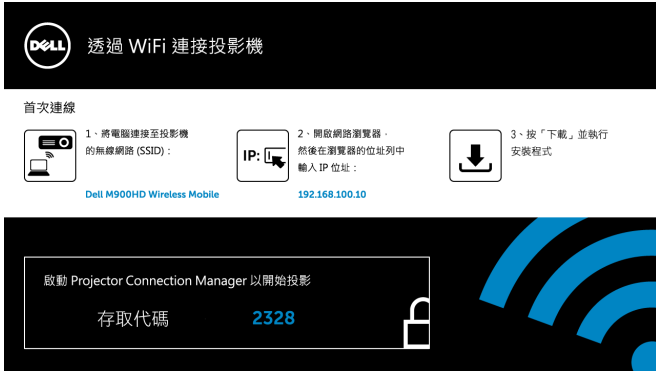 DELL
透過 WiFi 連接投影機
首次連線
1、將電腦連接至投影機
的無線網路 (SSID)：
Dell M900HD Wireless Mobile
IP: I
2、開啟網路瀏覽器，
然後在瀏覽器的位址列中
輸入 IP 位址：
192.168.100.10
3、按「下載」並執行
安裝程式
啟動 Projector Connection Manager 以開始投影
存取代碼 2328